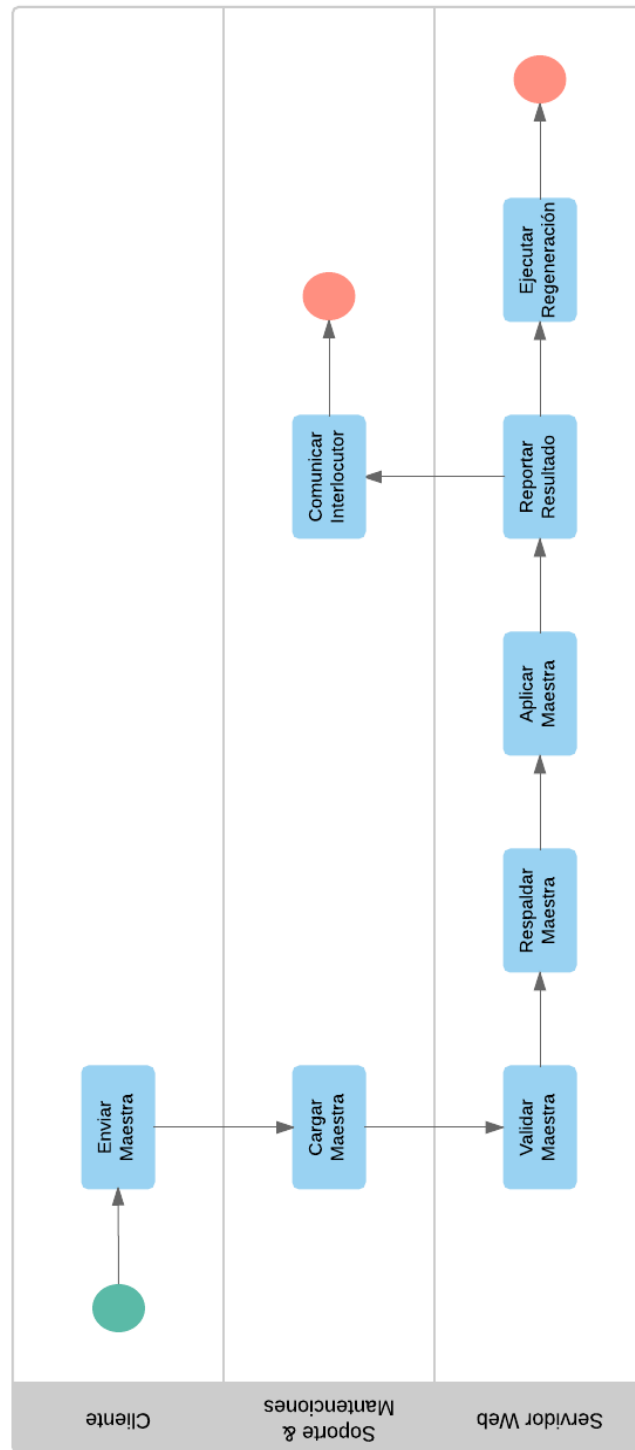 Cliente
Enviar
Maestra
Soporte &
Mantenciones
Cargar
Maestra
Comunicar
Interlocutor
Servidor Web
Validar
Maestra
Respaldar
Maestra
Aplicar
Maestra
Reportar
Resultado
Ejecutar
Regeneración